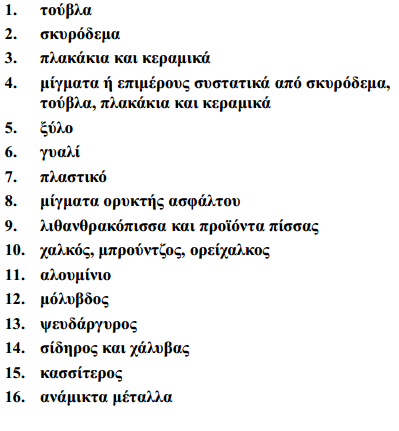 1. τούβλα
2. σκυρόδεμα
3. πλακάκια και κεραμικά
4. μίγματα ή επιμέρους συστατικά από σκυρόδεμα,
τούβλα, πλακάκια και κεραμικά
5. ξύλο
6. γυαλί
7. πλαστικό
8. μίγματα ορυκτής ασφάλτου
9. λιθανθρακόπισσα και προϊόντα πίσσας
10. χαλκός, μπρούντζος, ορείχαλκος
11. αλουμίνιο
12. μόλυβδος
13. ψευδάργυρος
14. σίδηρος και χάλυβας
15. κασσίτερος
16. ανάμικτα μέταλλα